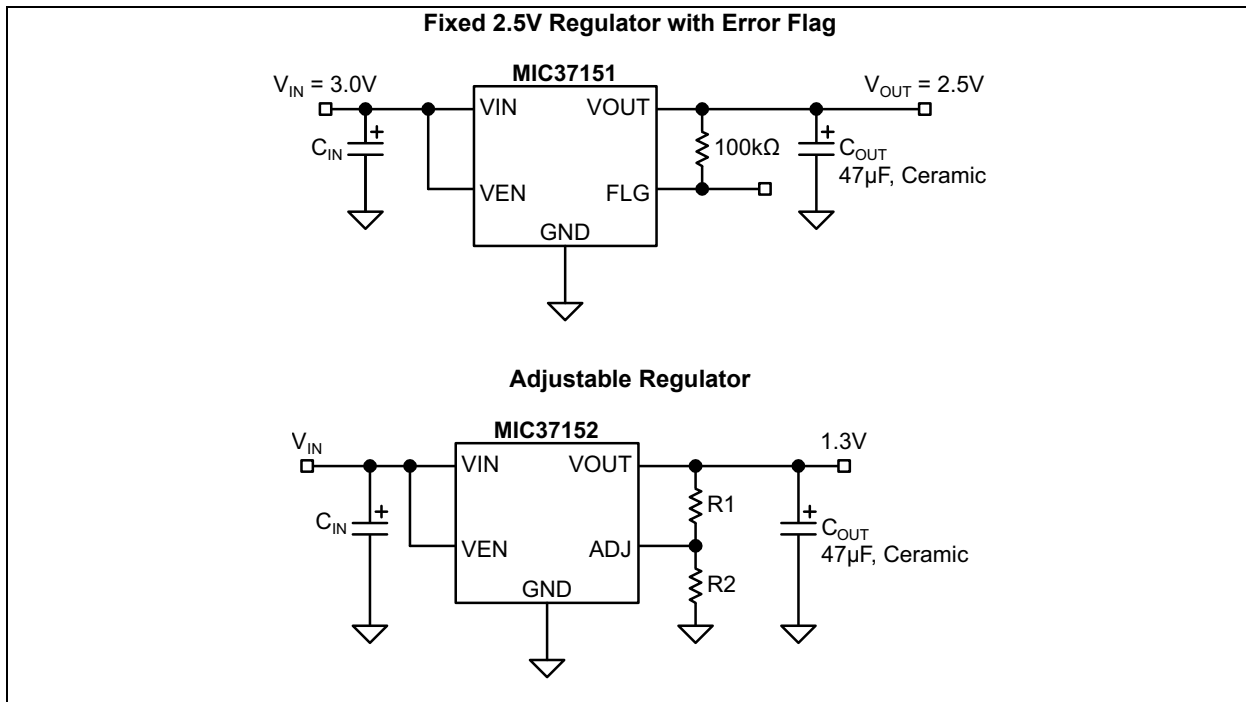 Fixed 2.5V Regulator with Error Flag
MIC37151
V_IN = 3.0V
V_OUT = 2.5V
VIN
VOUT
+
C_IN
100kΩ
+
C_OUT
47µF, Ceramic
VEN
FLG
GND
Adjustable Regulator
MIC37152
V_IN
1.3V
VIN
VOUT
R1
+
C_IN
+
C_OUT
47µF, Ceramic
VEN
ADJ
R2
GND